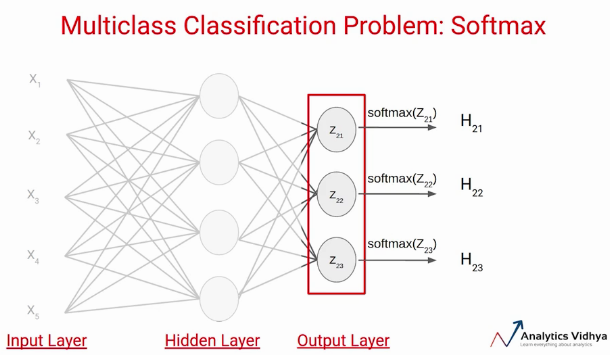 Multiclass Classification Problem: Softmax
X1
X2
X3
X4
X5
Z21
Z22
Z23
softmax(Z21)
softmax(Z22)
softmax(Z23)
H21
H22
H23
Input Layer
Hidden Layer
Output Layer
Analytics Vidhya
Learn everything about analytics